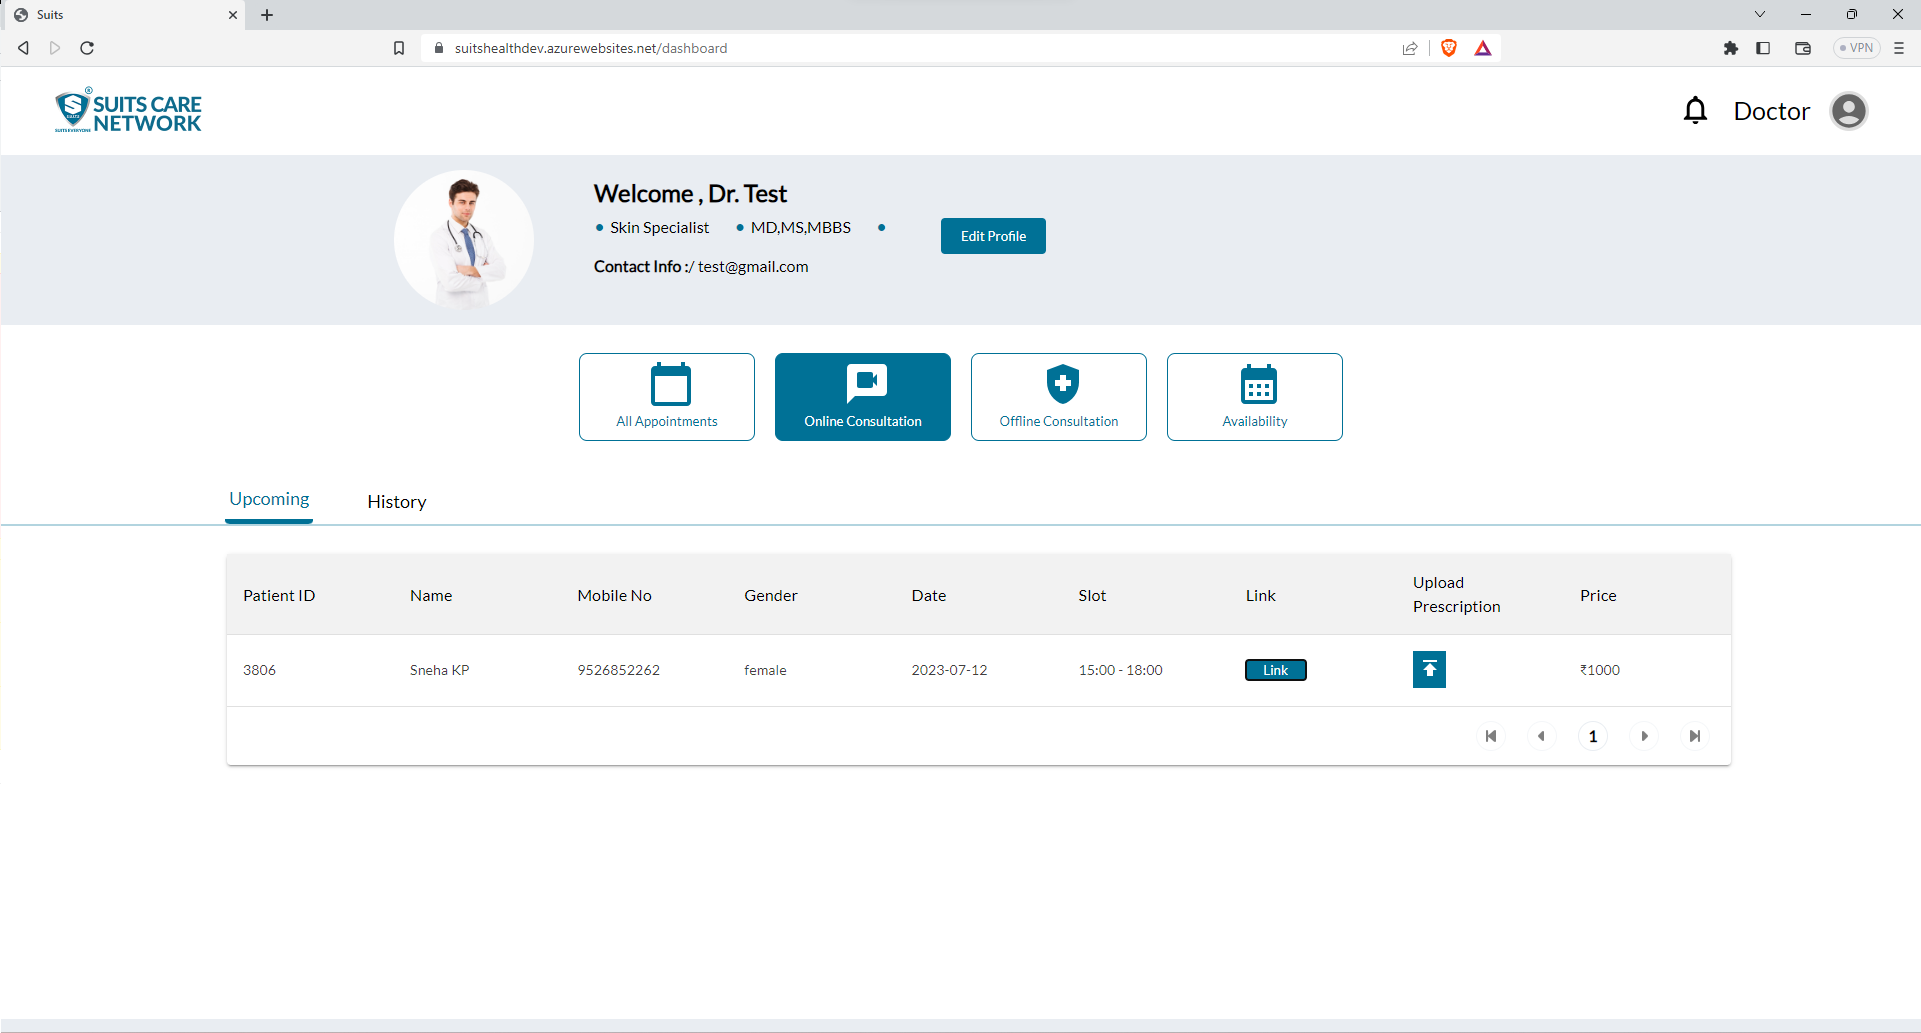 Suits
suitshealthdev.azurewebsites.net/dashboard
VPN
SUITS CARE
NETWORK
®
SUITS EVERYONE
Doctor
Welcome , Dr. Test
• Skin Specialist • MD,MS,MBBS •
Edit Profile
Contact Info :/ test@gmail.com
All Appointments
Online Consultation
Offline Consultation
Availability
Upcoming
History
Patient ID Name Mobile No Gender Date Slot Link Upload Prescription Price
3806 Sneha KP 9526852262 female 2023-07-12 15:00 - 18:00 Link ₹1000
1